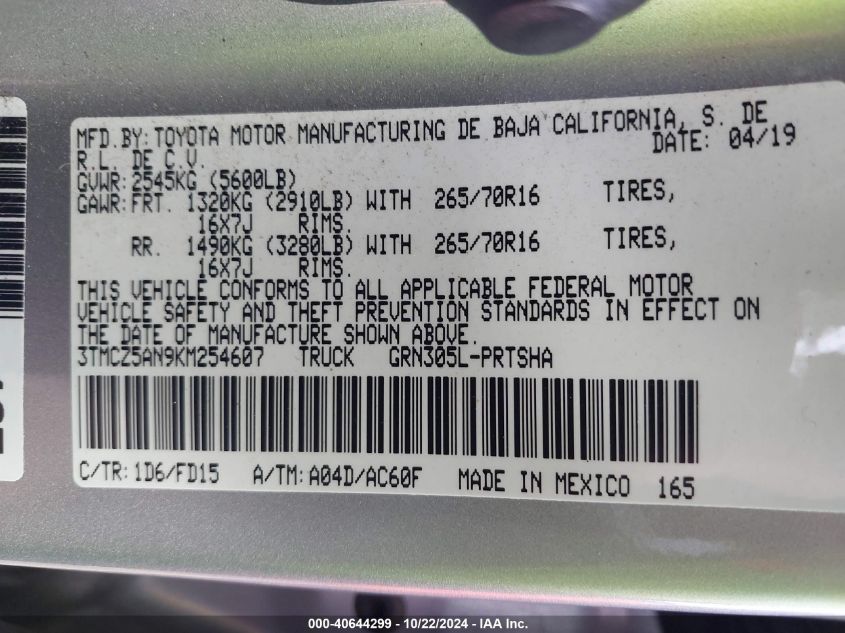 MFD.BY:TOYOTA MOTOR MANUFACTURING DE BAJA CALIFORNIA, S. DE
R.L. DE C.V. DATE: 04/19
GVWR:2545KG (5600LB)
GAWR:FRT. 1320KG (2910LB) WITH 265/70R16 TIRES,
16X7J RIMS.
RR. 1490KG (3280LB) WITH 265/70R16 TIRES,
16X7J RIMS.
THIS VEHICLE CONFORMS TO ALL APPLICABLE FEDERAL MOTOR
VEHICLE SAFETY AND THEFT PREVENTION STANDARDS IN EFFECT ON
THE DATE OF MANUFACTURE SHOWN ABOVE.
3TMCZ5AN9KM254607 TRUCK GRN305L-PRTSHA
C/TR:1D6/FD15 A/TM:A04D/AC60F MADE IN MEXICO 165
000-40644299 - 10/22/2024 - IAA Inc.